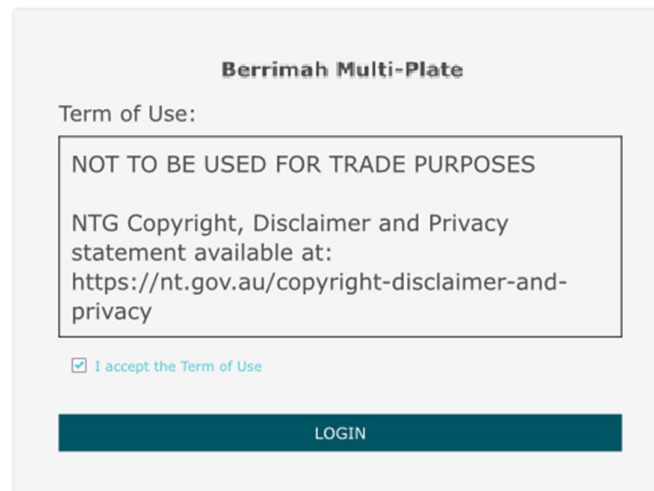 Berrimah Multi-Plate
Term of Use:
NOT TO BE USED FOR TRADE PURPOSES
NTG Copyright, Disclaimer and Privacy
statement available at:
https://nt.gov.au/copyright-disclaimer-and-
privacy
I accept the Term of Use
LOGIN